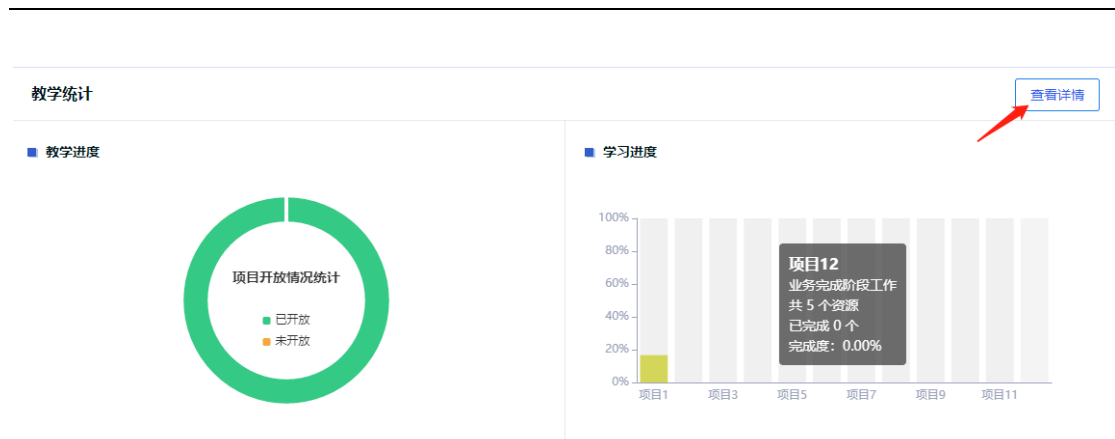 教学统计
查看详情
教学进度
项目开放情况统计
已开放
未开放
学习进度
100%
80%
60%
40%
20%
0%
项目12
业务完成阶段工作
共 5 个资源
已完成 0 个
完成度：0.00%
项目1 项目3 项目5 项目7 项目9 项目11